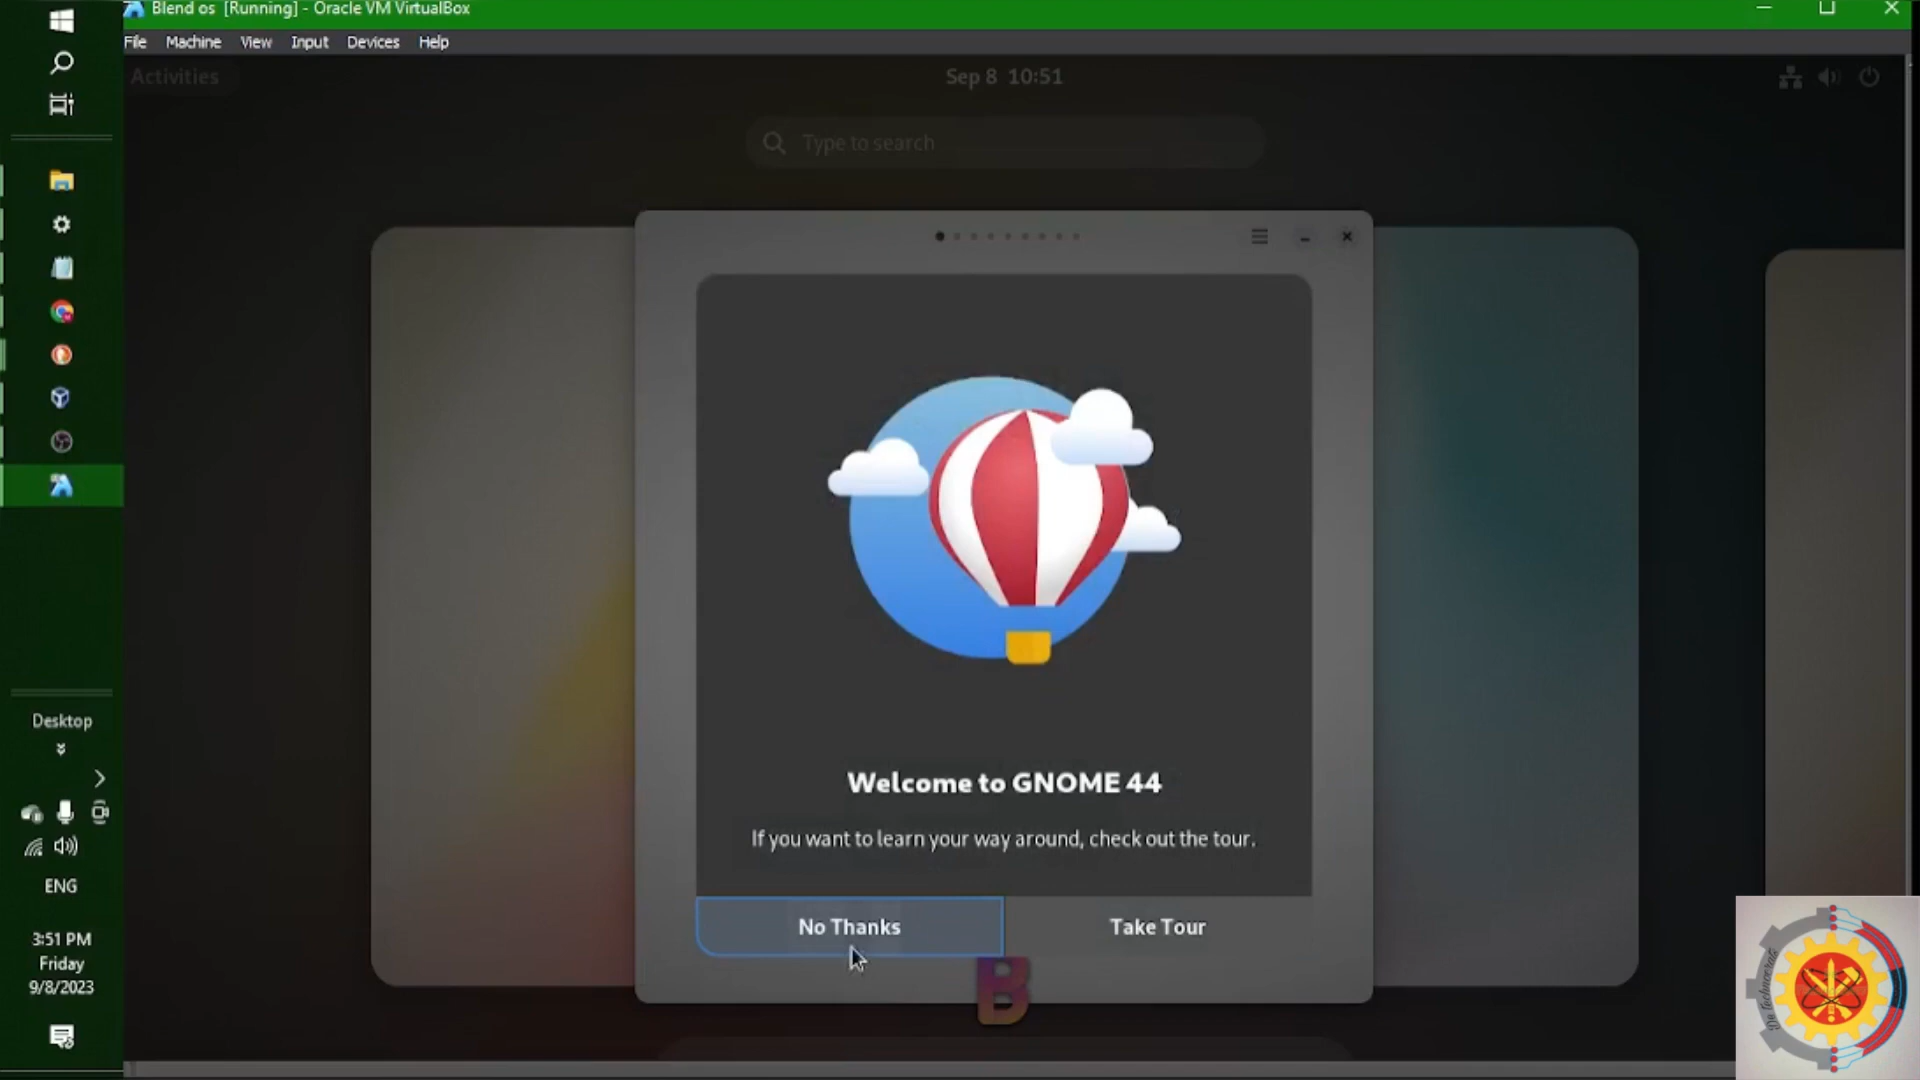 Blend os [Running] - Oracle VM VirtualBox
File Machine View Input Devices Help
Activities
Sep 8 10:51
Type to search
Welcome to GNOME 44
If you want to learn your way around, check out the tour.
No Thanks
Take Tour
B
Desktop
ENG
3:51 PM
Friday
9/8/2023
De Technocrat